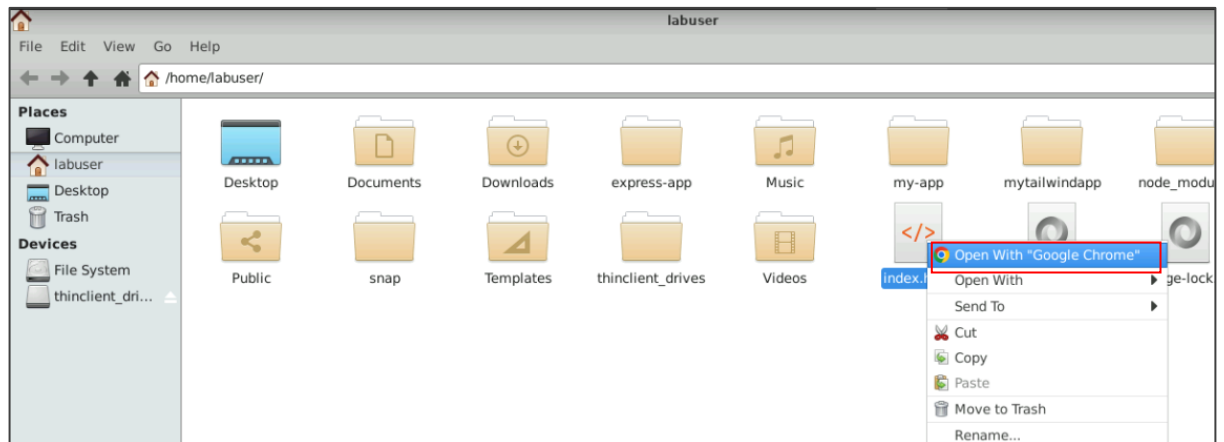 labuser
File Edit View Go Help
/home/labuser/
Places
Computer
labuser
Desktop
Trash
Devices
File System
thinclient_dri...
Desktop Documents Downloads express-app Music my-app mytailwindapp node_modu
Public snap Templates thinclient_drives Videos index.h ge-lock
Open With "Google Chrome"
Open With
Send To
Cut
Copy
Paste
Move to Trash
Rename...